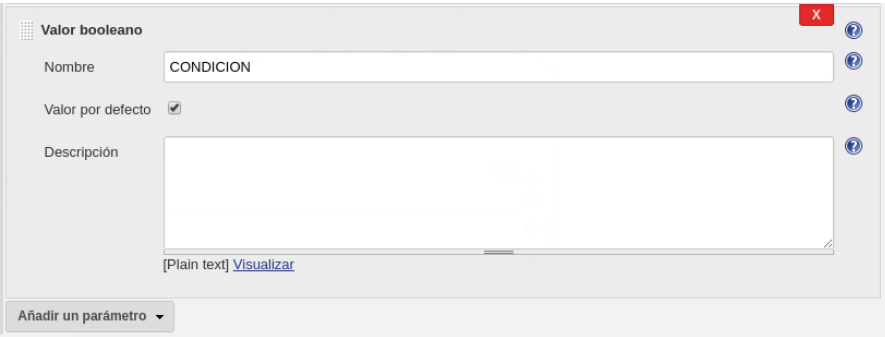 Valor booleano
X
Nombre
CONDICION
Valor por defecto
Descripción
[Plain text] Visualizar
Añadir un parámetro